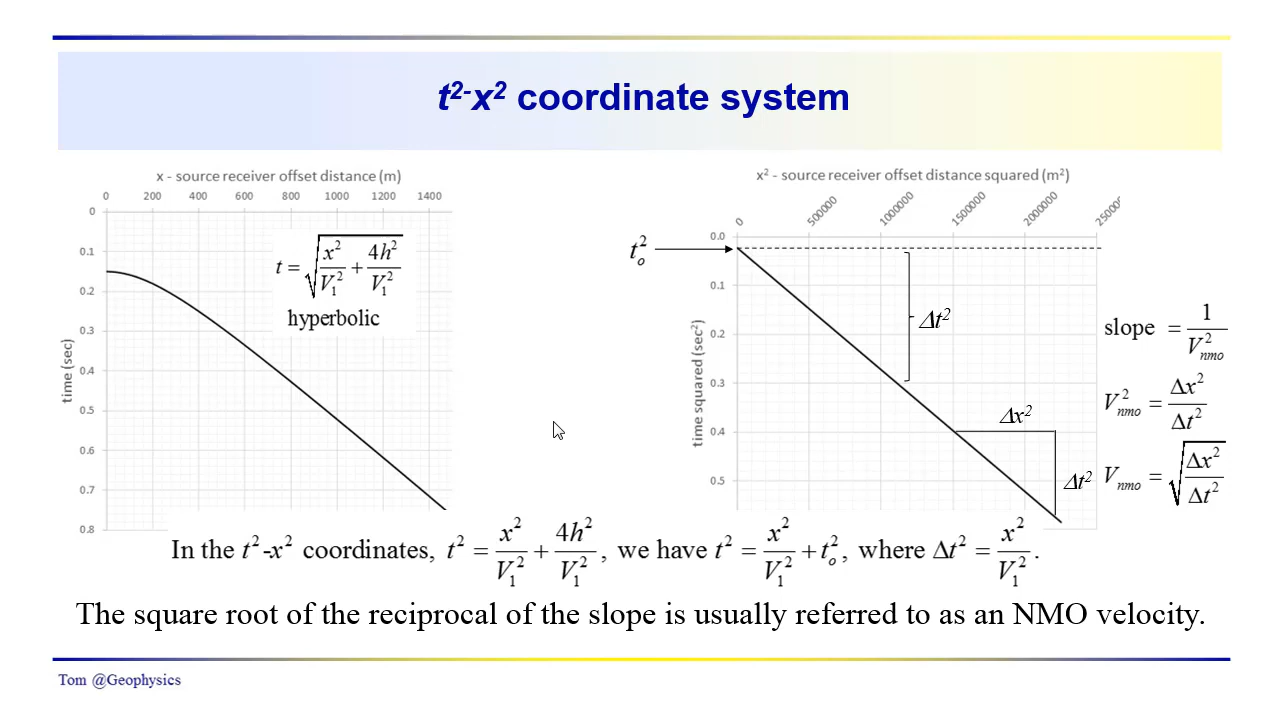 t²-x² coordinate system
x - source receiver offset distance (m)
0 200 400 600 800 1000 1200 1400
time (sec)
0
0.1
0.2
0.3
0.4
0.5
0.6
0.7
0.8
t = √(x²/V₁² + 4h²/V₁²)
hyperbolic
x² - source receiver offset distance squared (m²)
0 500000 1000000 1500000 2000000
time squared (sec²)
0.0
0.1
0.2
0.3
0.4
0.5
tₒ²
Δt²
Δx²
Δt²
slope = 1/V²ₙₘₒ
V²ₙₘₒ = Δx²/Δt²
Vₙₘₒ = √(Δx²/Δt²)
In the t²-x² coordinates, t² = x²/V₁² + 4h²/V₁², we have t² = x²/V₁² + tₒ², where Δt² = x²/V₁².
The square root of the reciprocal of the slope is usually referred to as an NMO velocity.
Tom @Geophysics